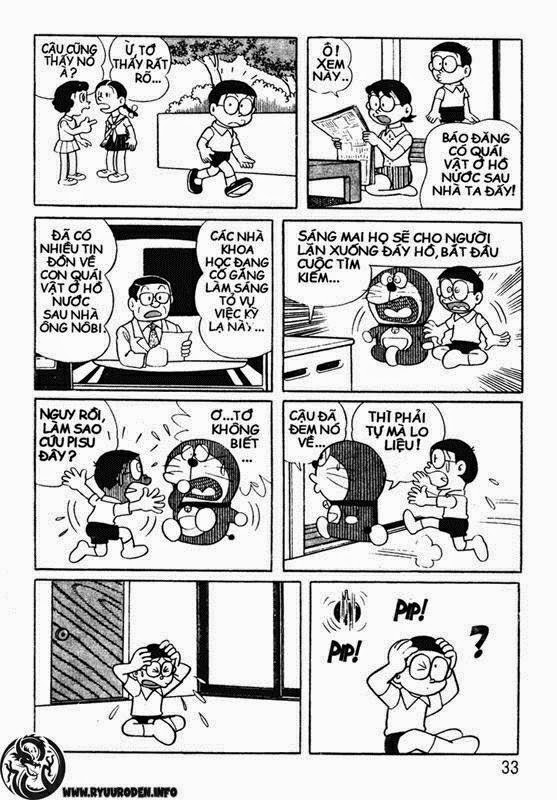 CẬU CŨNG
THẤY NÓ
À?
Ừ, TỚ
THẤY RẤT
RÕ...
Ô!
XEM
NÀY..
BÁO ĐĂNG
CÓ QUÁI
VẬT Ở HỒ
NƯỚC SAU
NHÀ TA ĐẤY!
ĐÃ CÓ
NHIỀU TIN
ĐỒN VỀ
CON QUÁI
VẬT Ở HỒ
NƯỚC
SAU NHÀ
ÔNG NÔBI..
CÁC NHÀ
KHOA
HỌC ĐANG
CỐ GẮNG
LÀM SÁNG
TỎ VỤ
VIỆC KỲ
LẠ NÀY...
SÁNG MAI HỌ SẼ CHO NGƯỜI
LẶN XUỐNG ĐÁY HỒ, BẮT ĐẦU
CUỘC TÌM
KIẾM...
NGUY RỒI,
LÀM SAO
CỨU PISU
ĐÂY?
Ơ...TỚ
KHÔNG
BIẾT
...
CẬU ĐÃ
ĐEM NÓ
VỀ...
THÌ PHẢI
TỰ MÀ LO
LIỆU!
PIP!
PIP!
?
33
WWW.RYUURODEN.INFO